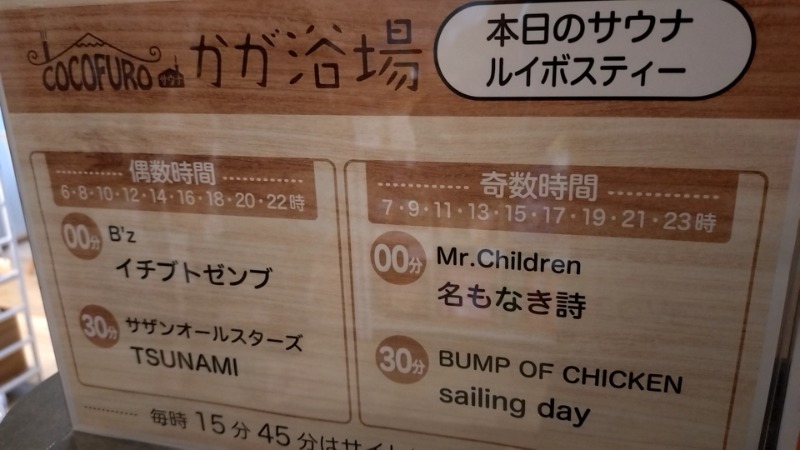 COCOFURO かが浴場
本日のサウナ
ルイボスティー
偶数時間
6・8・10・12・14・16・18・20・22時
00分 B'z
イチブトゼンブ
30分 サザンオールスターズ
TSUNAMI
奇数時間
7・9・11・13・15・17・19・21・23時
00分 Mr.Children
名もなき詩
30分 BUMP OF CHICKEN
sailing day
毎時 15分 45分はサイレ